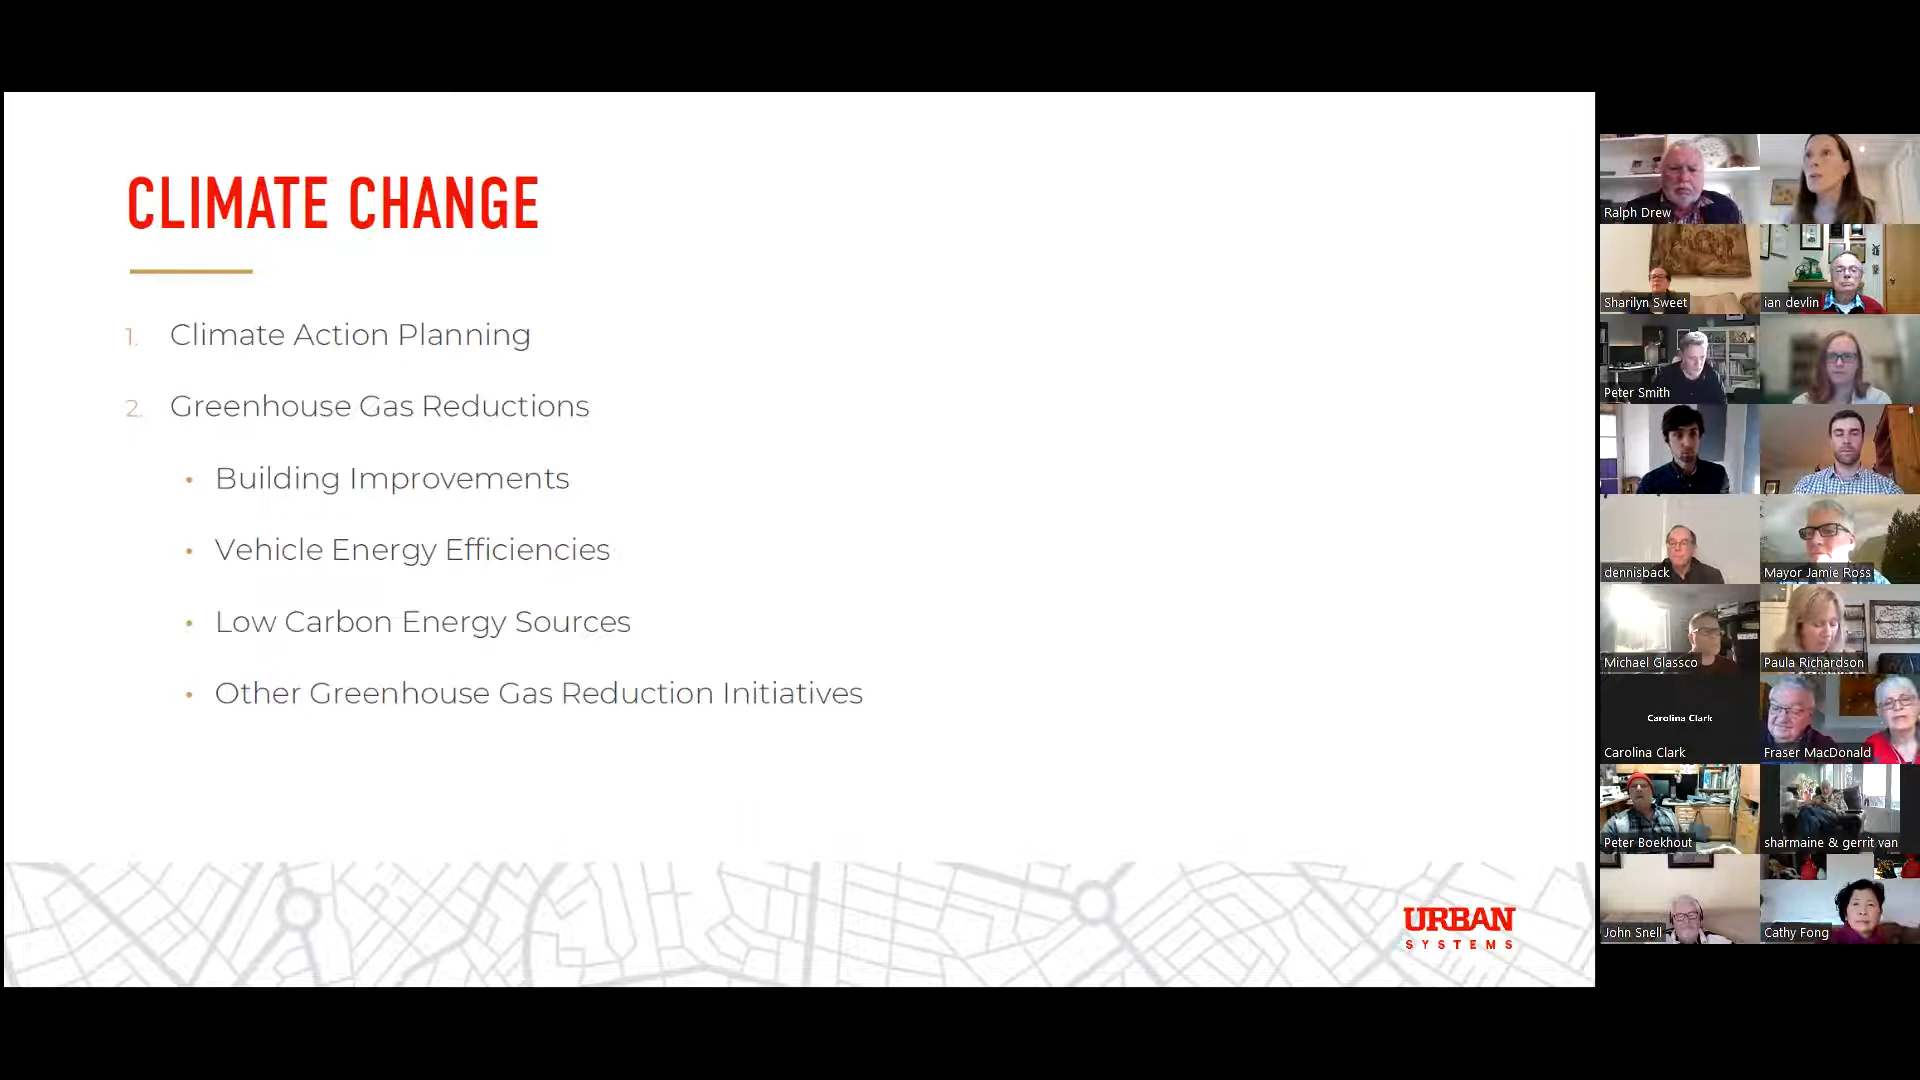 CLIMATE CHANGE
1. Climate Action Planning
2. Greenhouse Gas Reductions
• Building Improvements
• Vehicle Energy Efficiencies
• Low Carbon Energy Sources
• Other Greenhouse Gas Reduction Initiatives
URBAN
SYSTEMS
Ralph Drew
Sharilyn Sweet
ian devlin
Peter Smith
dennisback
Mayor Jamie Ross
Michael Glassco
Paula Richardson
Carolina Clark
Carolina Clark
Fraser MacDonald
Peter Boekhout
sharmaine & gerrit van
John Snell
Cathy Fong